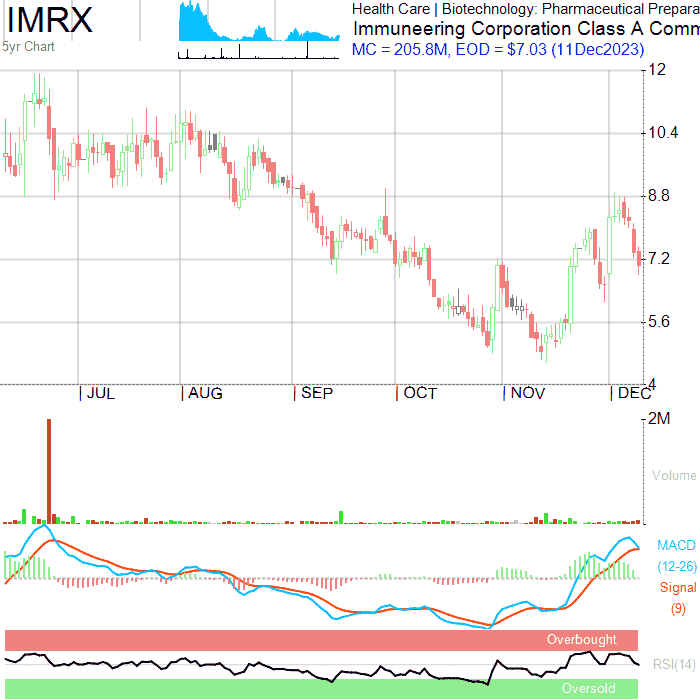 IMRX
5yr Chart
Health Care | Biotechnology: Pharmaceutical Prepara
Immuneering Corporation Class A Comm
MC = 205.8M, EOD = $7.03 (11Dec2023)
12
10.4
8.8
7.2
5.6
4
| JUL | AUG | SEP | OCT | NOV | DEC
2M
Volume
MACD
(12-26)
Signal
(9)
Overbought
RSI(14)
Oversold